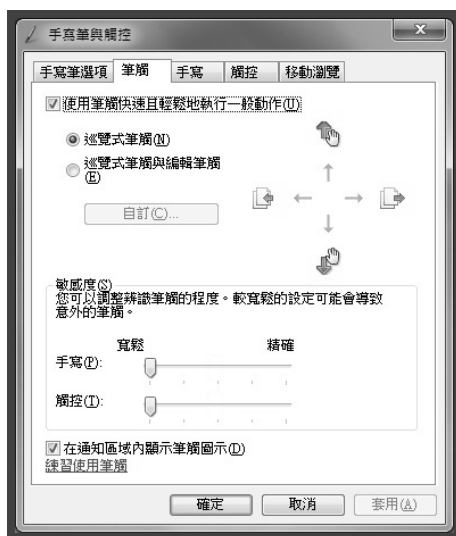 手寫筆與觸控
手寫筆選項 筆觸 手寫 觸控 移動瀏覽
使用筆觸快速且輕鬆地執行一般動作(U)
巡覽式筆觸(N)
巡覽式筆觸與編輯筆觸
(E)
自訂(C)...
敏感度(S)
您可以調整辨識筆觸的程度。較寬鬆的設定可能會導致
意外的筆觸。
寬鬆 精確
手寫(P):
觸控(T):
在通知區域內顯示筆觸圖示(D)
練習使用筆觸
確定 取消 套用(A)